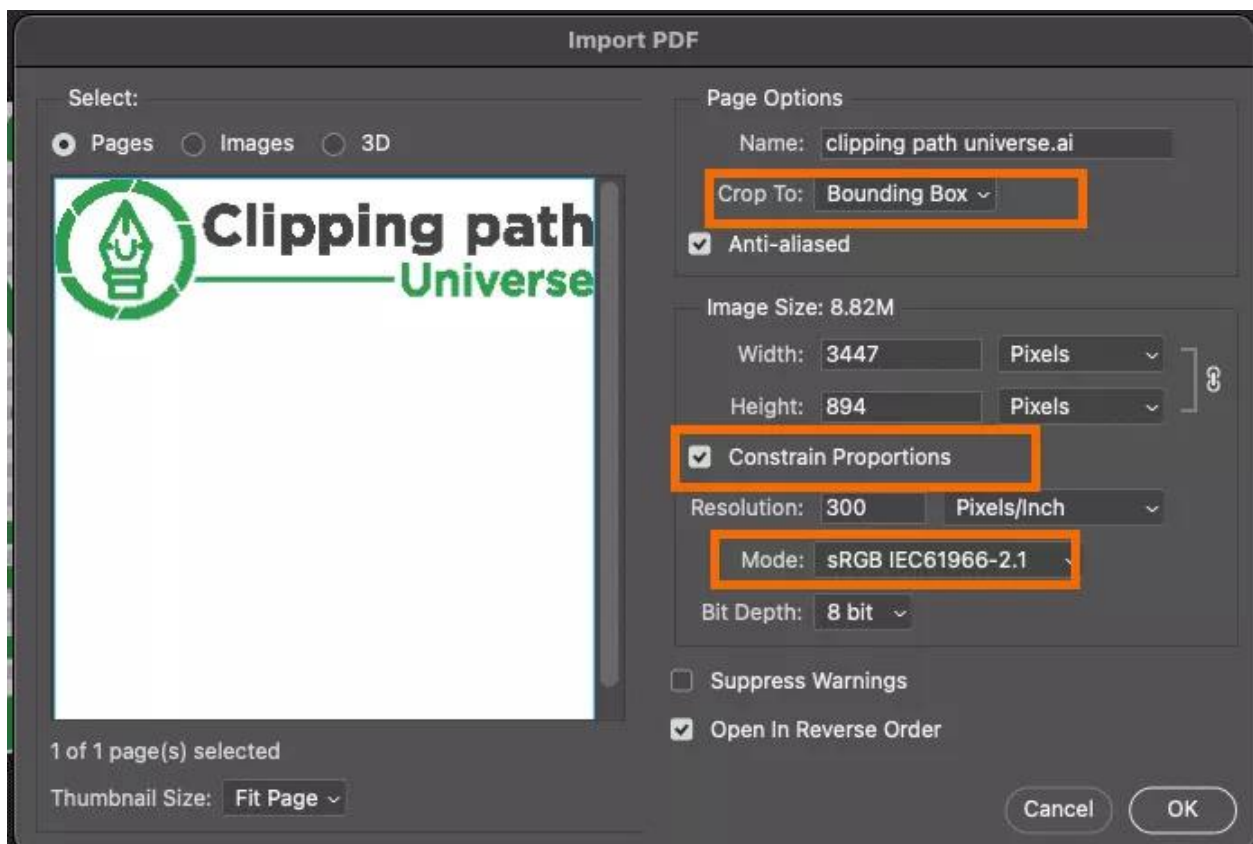 Import PDF
Select:
Pages Images 3D
Clipping path
Universe
1 of 1 page(s) selected
Thumbnail Size: Fit Page
Page Options
Name: clipping path universe.ai
Crop To: Bounding Box
Anti-aliased
Image Size: 8.82M
Width: 3447 Pixels
Height: 894 Pixels
Constrain Proportions
Resolution: 300 Pixels/Inch
Mode: sRGB IEC61966-2.1
Bit Depth: 8 bit
Suppress Warnings
Open In Reverse Order
Cancel OK